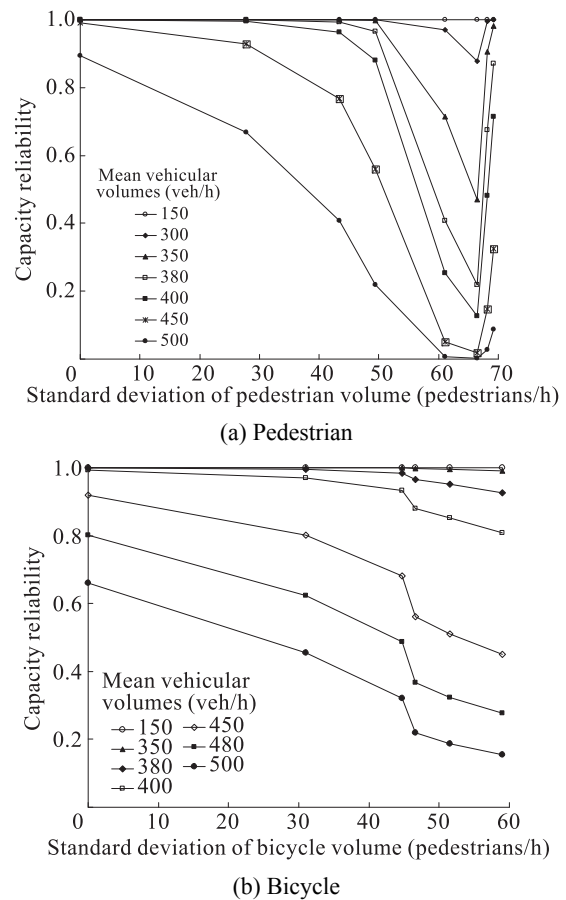 1.0
0.8
0.6
0.4
0.2
Capacity reliability
Mean vehicular
volumes (veh/h)
150
300
350
380
400
450
500
0 10 20 30 40 50 60 70
Standard deviation of pedestrian volume (pedestrians/h)
(a) Pedestrian
1.0
0.8
0.6
0.4
0.2
Capacity reliability
Mean vehicular
volumes (veh/h)
150 450
350 480
380 500
400
0 10 20 30 40 50 60
Standard deviation of bicycle volume (pedestrians/h)
(b) Bicycle